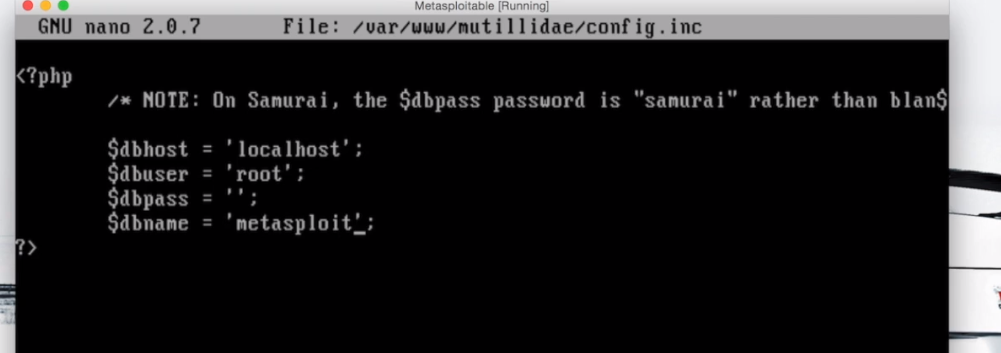 Metasploitable [Running]
GNU nano 2.0.7 File: /var/www/mutillidae/config.inc
<?php
/* NOTE: On Samurai, the $dbpass password is "samurai" rather than blan$
$dbhost = 'localhost';
$dbuser = 'root';
$dbpass = '';
$dbname = 'metasploit';
?>